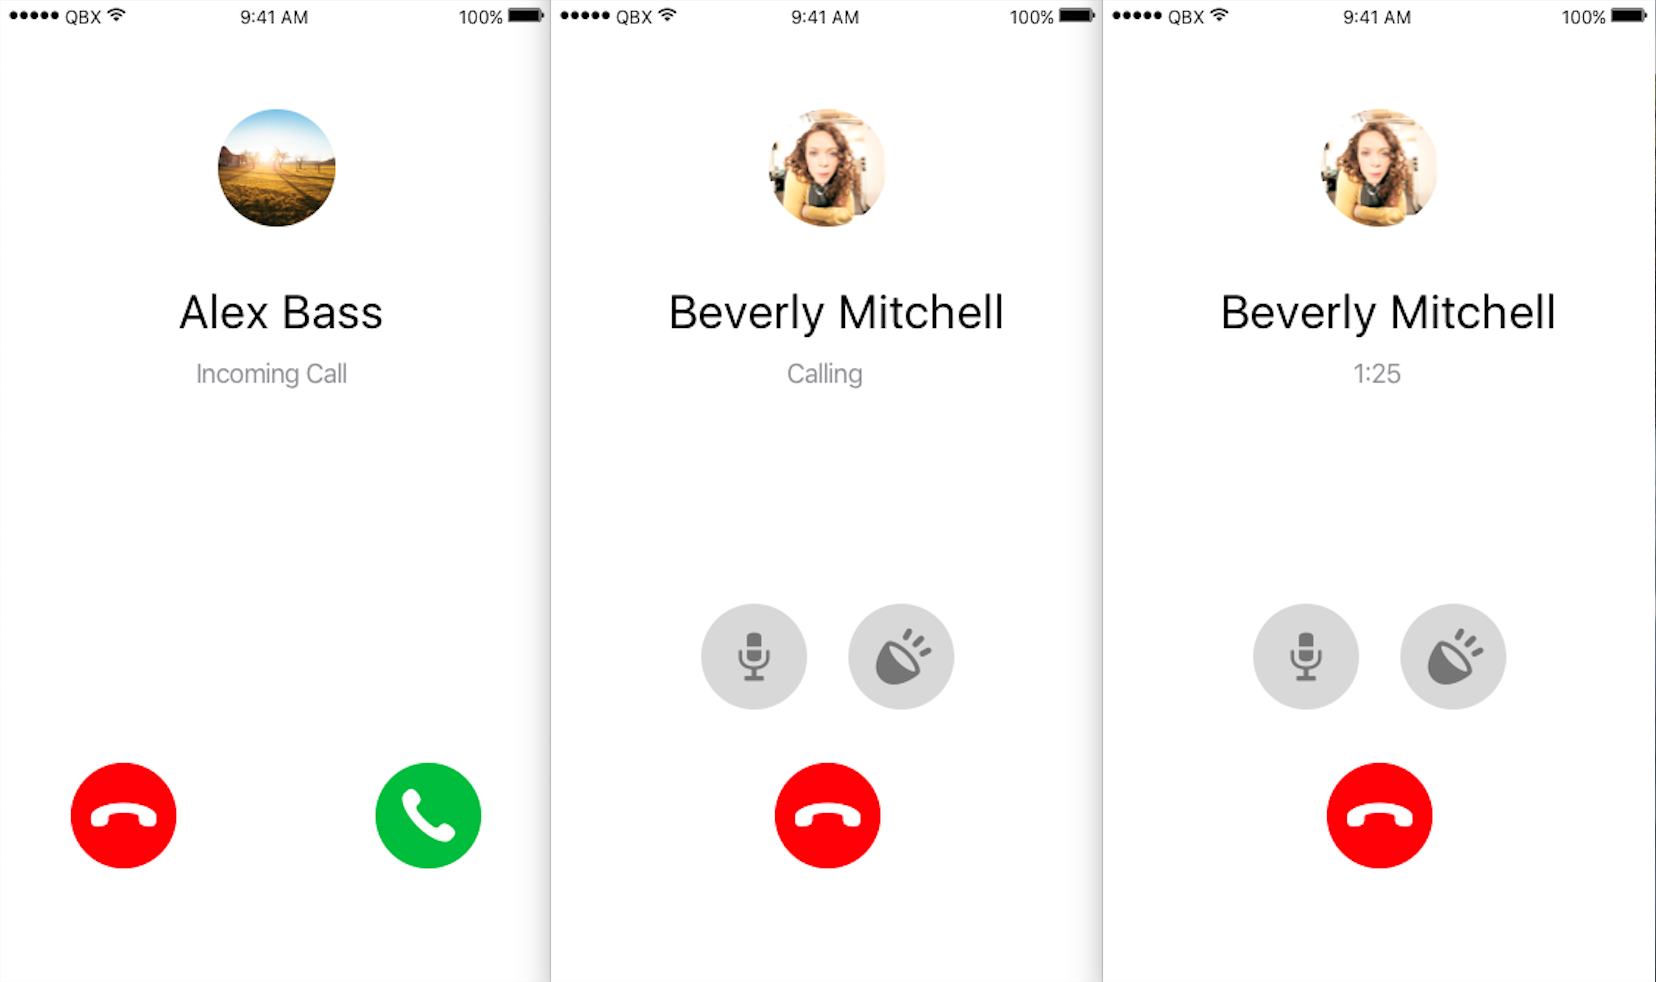 QBX 9:41 AM 100%
Alex Bass
Incoming Call
QBX 9:41 AM 100%
Beverly Mitchell
Calling
QBX 9:41 AM 100%
Beverly Mitchell
1:25